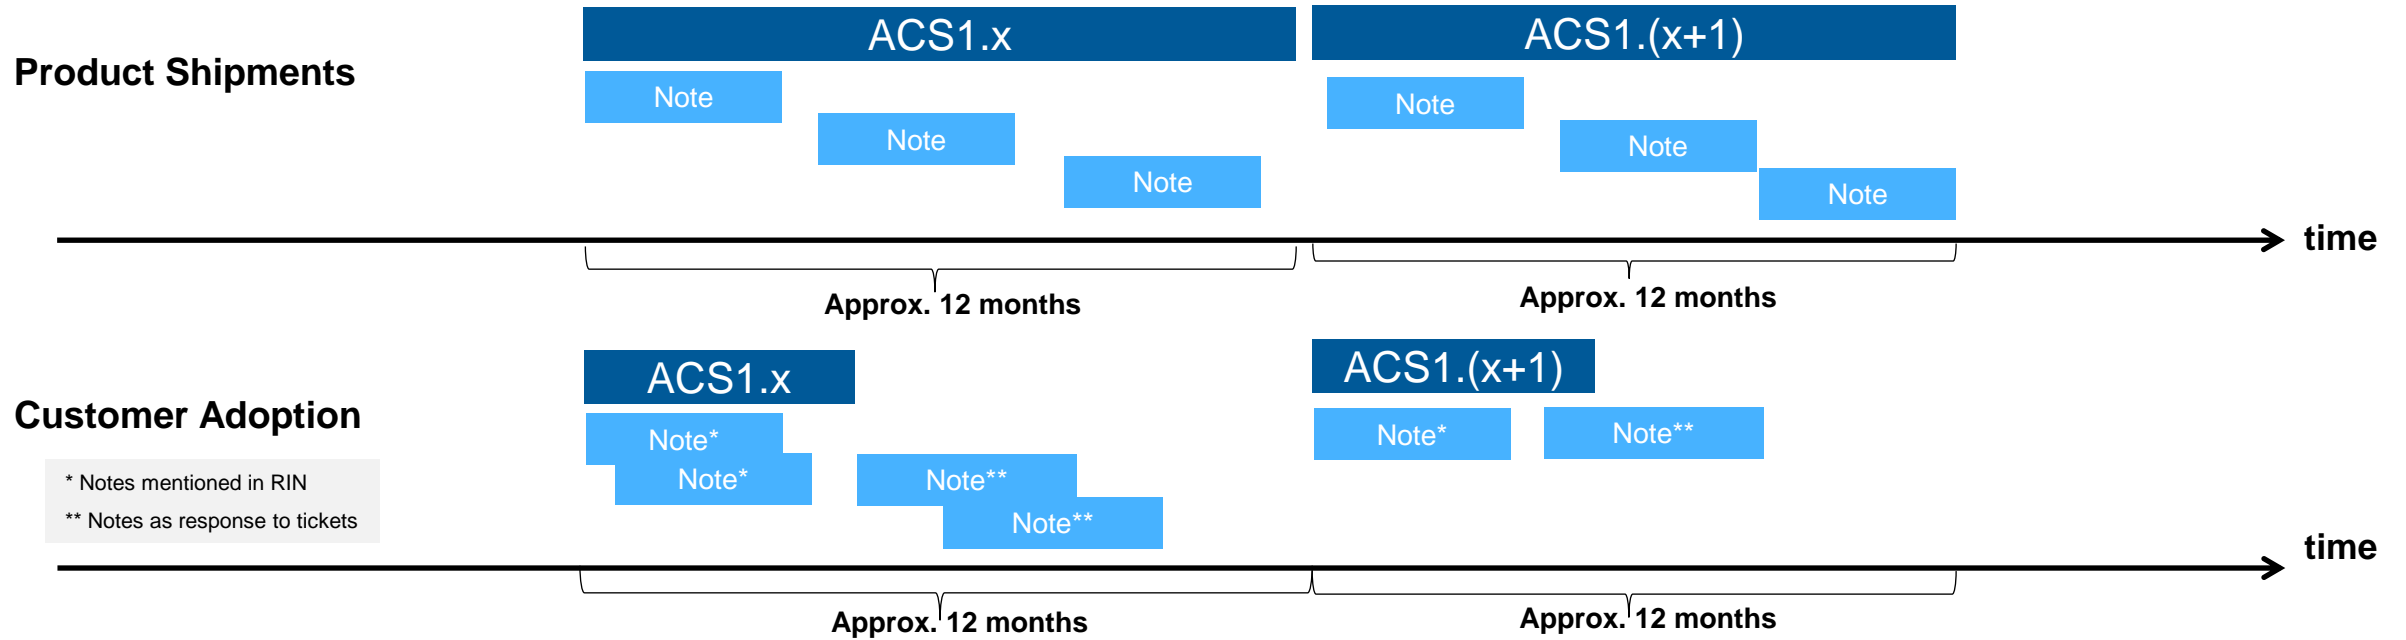 ACS1.x
ACS1.(x+1)
Product Shipments
Note
Note
Note
Note
Note
Note
time
Approx. 12 months
Approx. 12 months
ACS1.x
ACS1.(x+1)
Customer Adoption
Note*
Note*
Note**
Note**
Note*
Note**
* Notes mentioned in RIN
** Notes as response to tickets
time
Approx. 12 months
Approx. 12 months